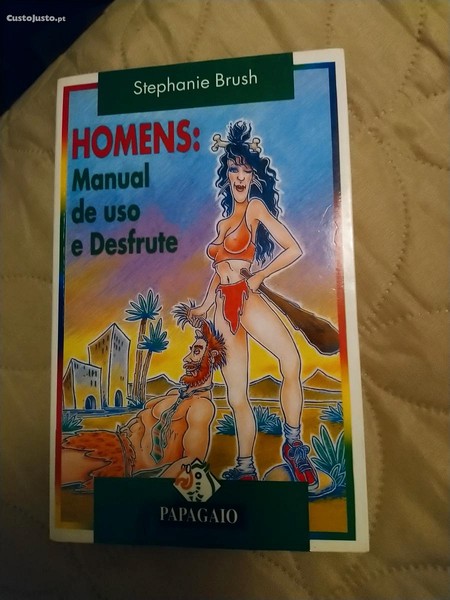 CustoJusto.pt
Stephanie Brush
HOMENS:
Manual
de uso
e Desfrute
PAPAGAIO